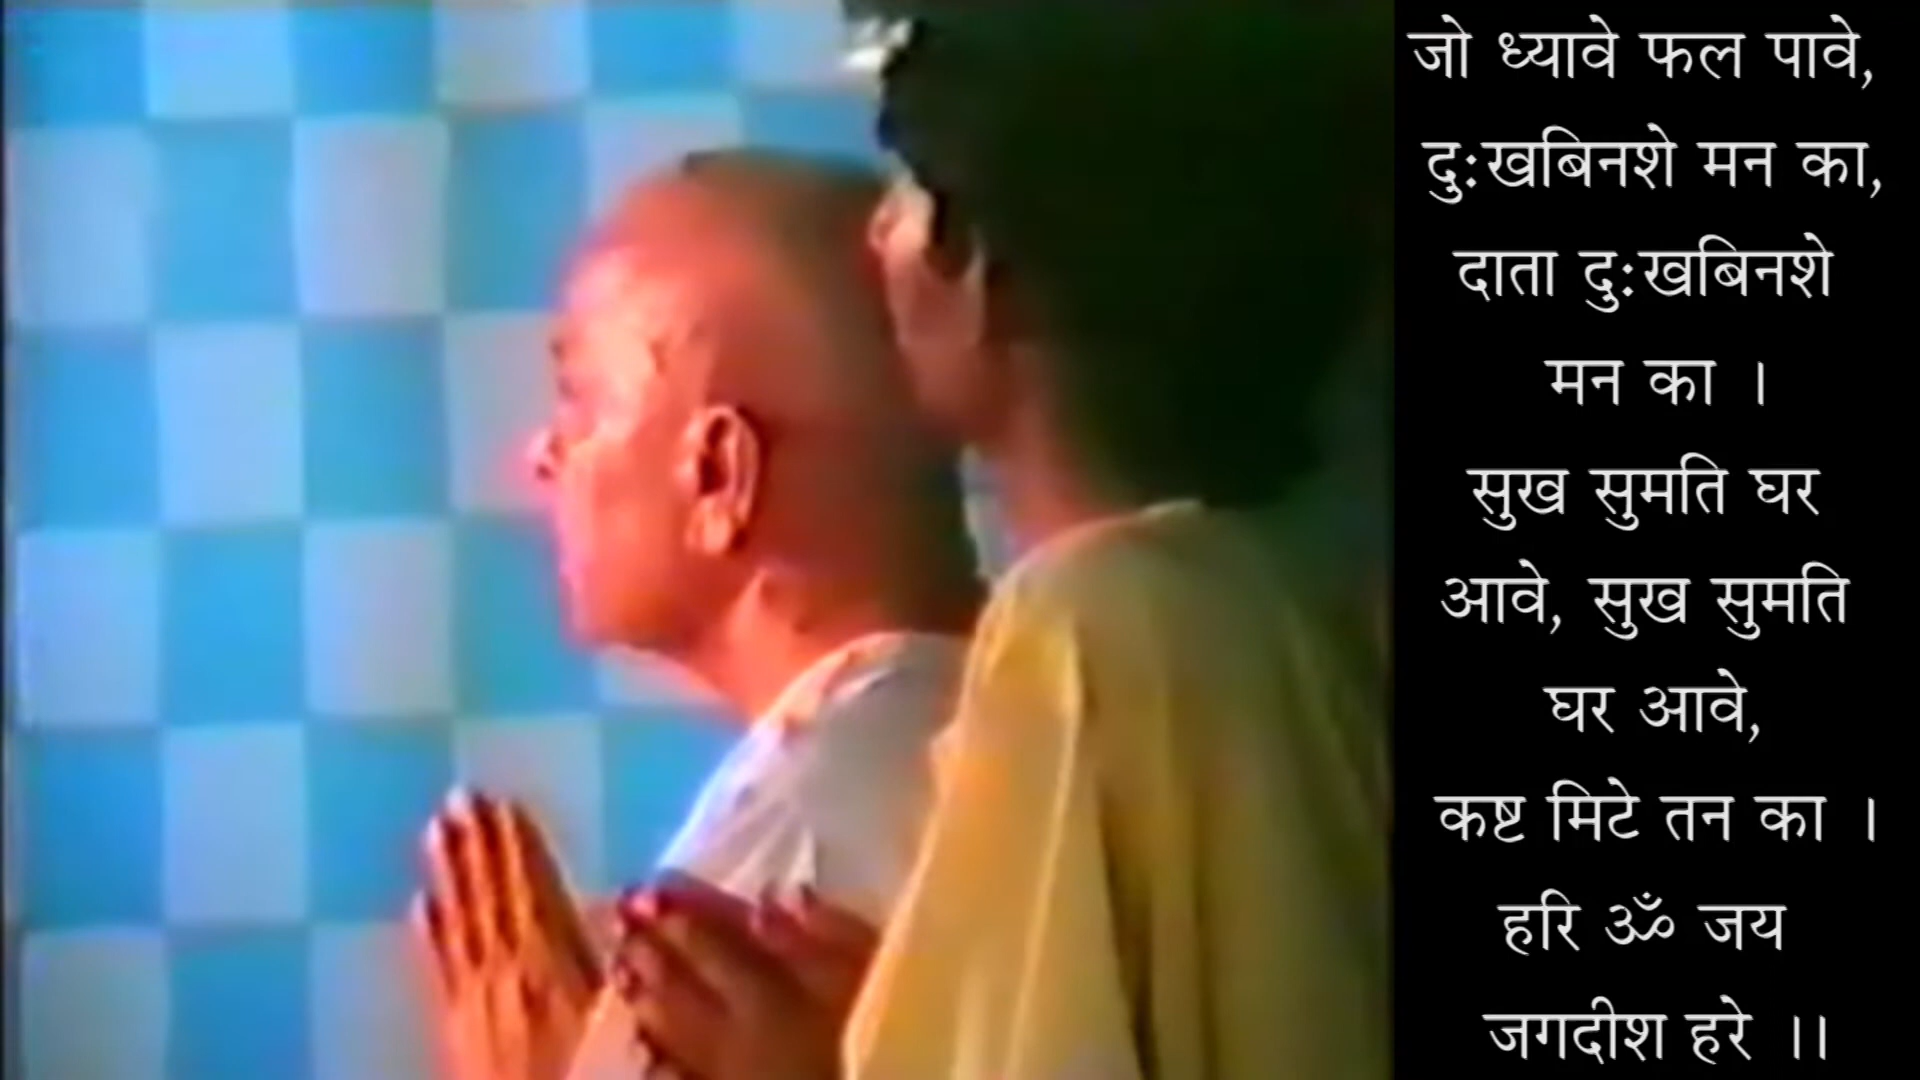 जो ध्यावे फल पावे,
दुःखबिनशे मन का,
दाता दुःखबिनशे
मन का ।
सुख सुमति घर
आवे, सुख सुमति
घर आवे,
कष्ट मिटे तन का ।
हरि ॐ जय
जगदीश हरे ।।